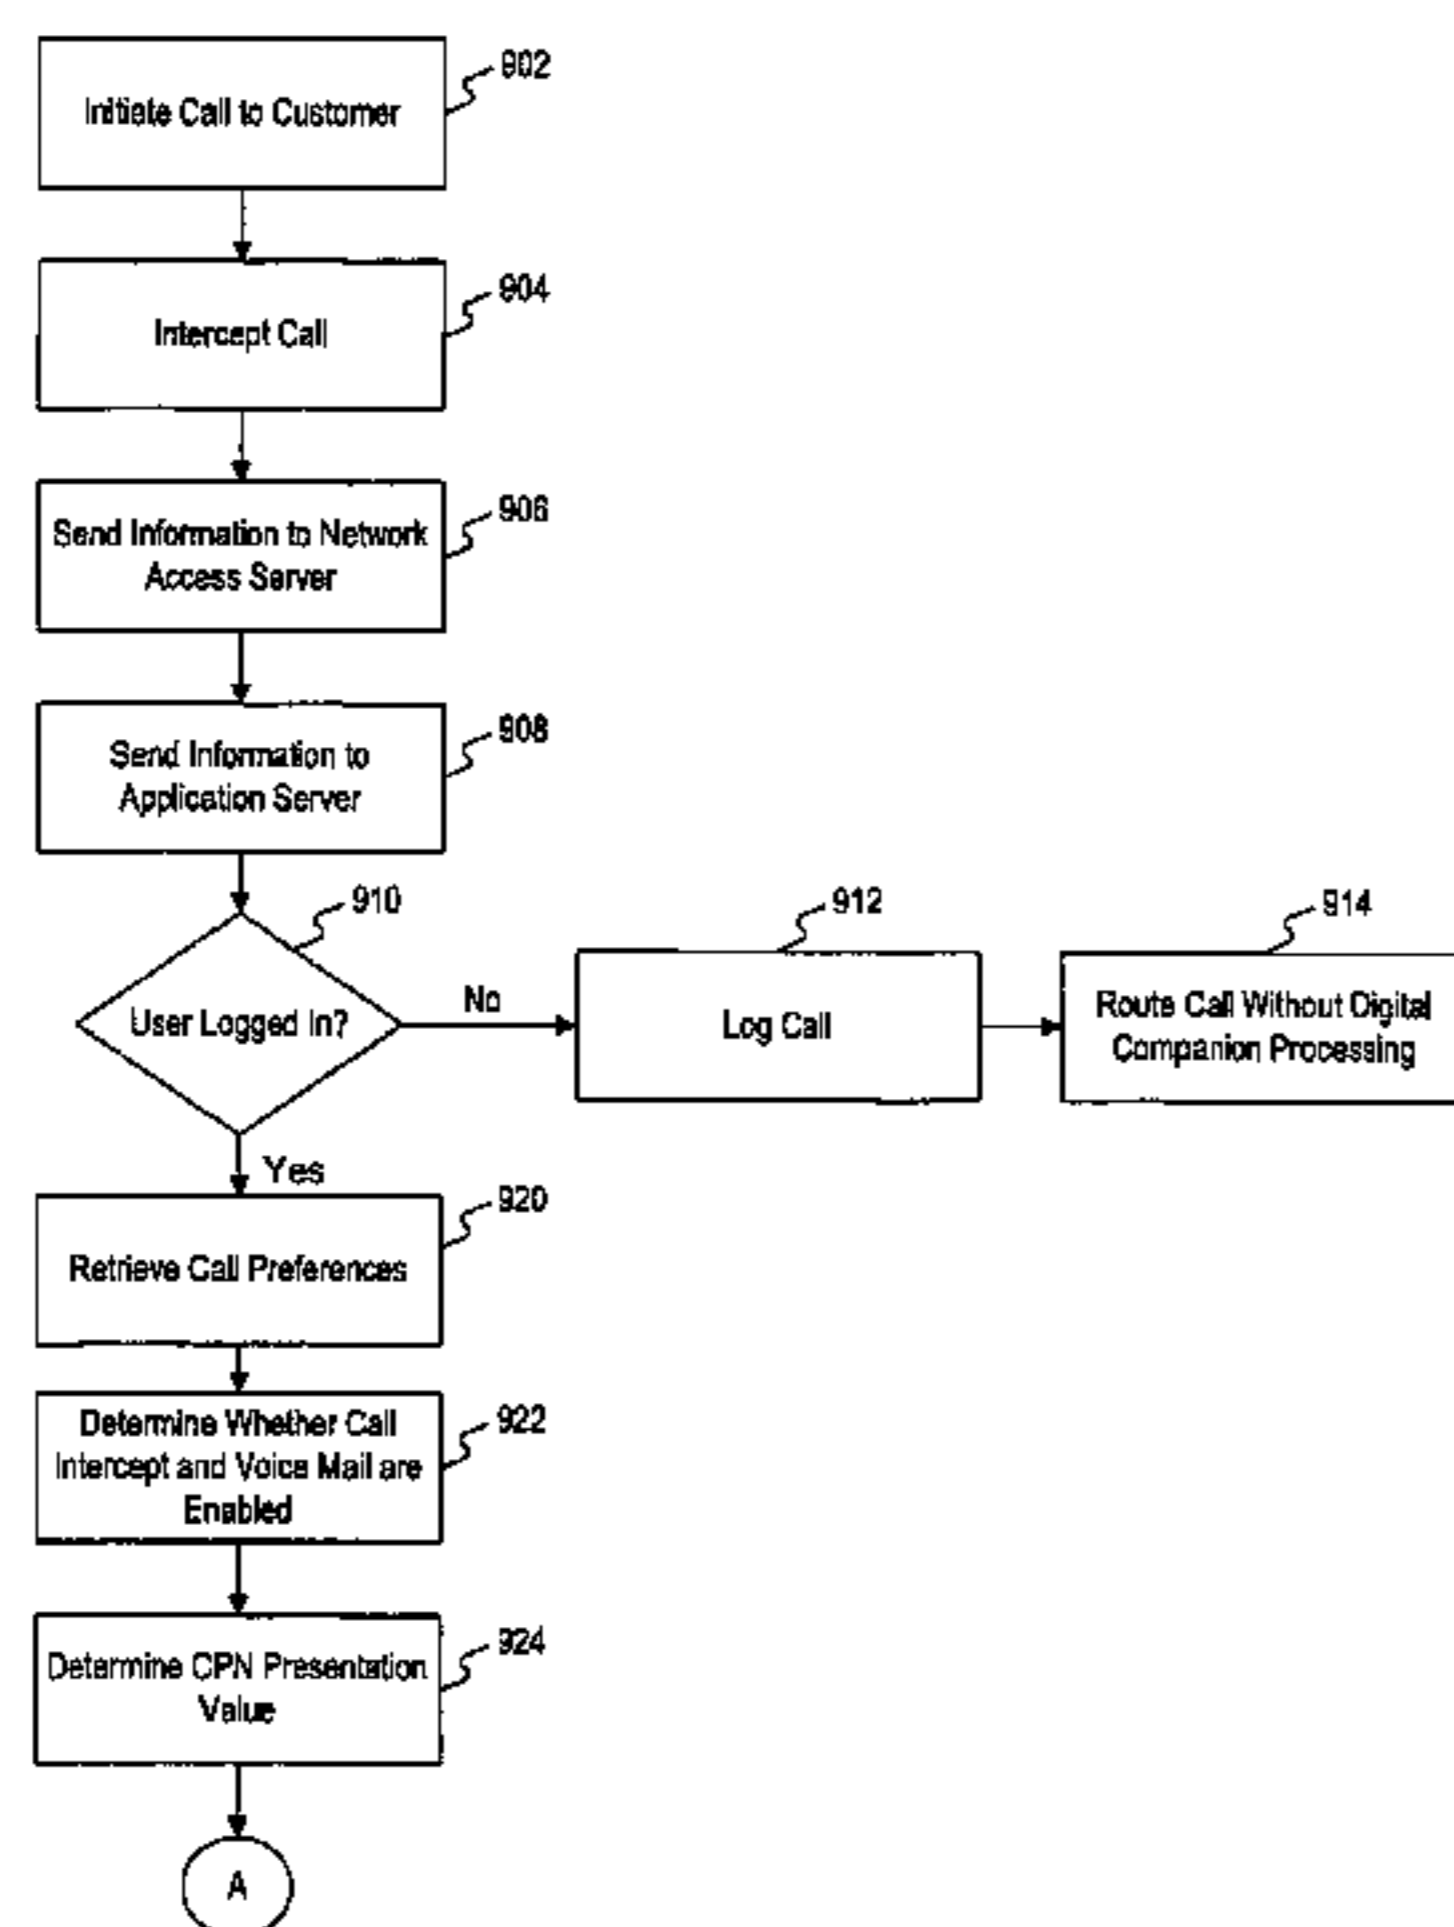 902
Initiate Call to Customer
904
Intercept Call
906
Send Information to Network
Access Server
908
Send Information to
Application Server
910
User Logged In?
No
912
Log Call
914
Route Call Without Digital
Companion Processing
Yes
920
Retrieve Call Preferences
922
Determine Whether Call
Intercept and Voice Mail are
Enabled
924
Determine CPN Presentation
Value
A